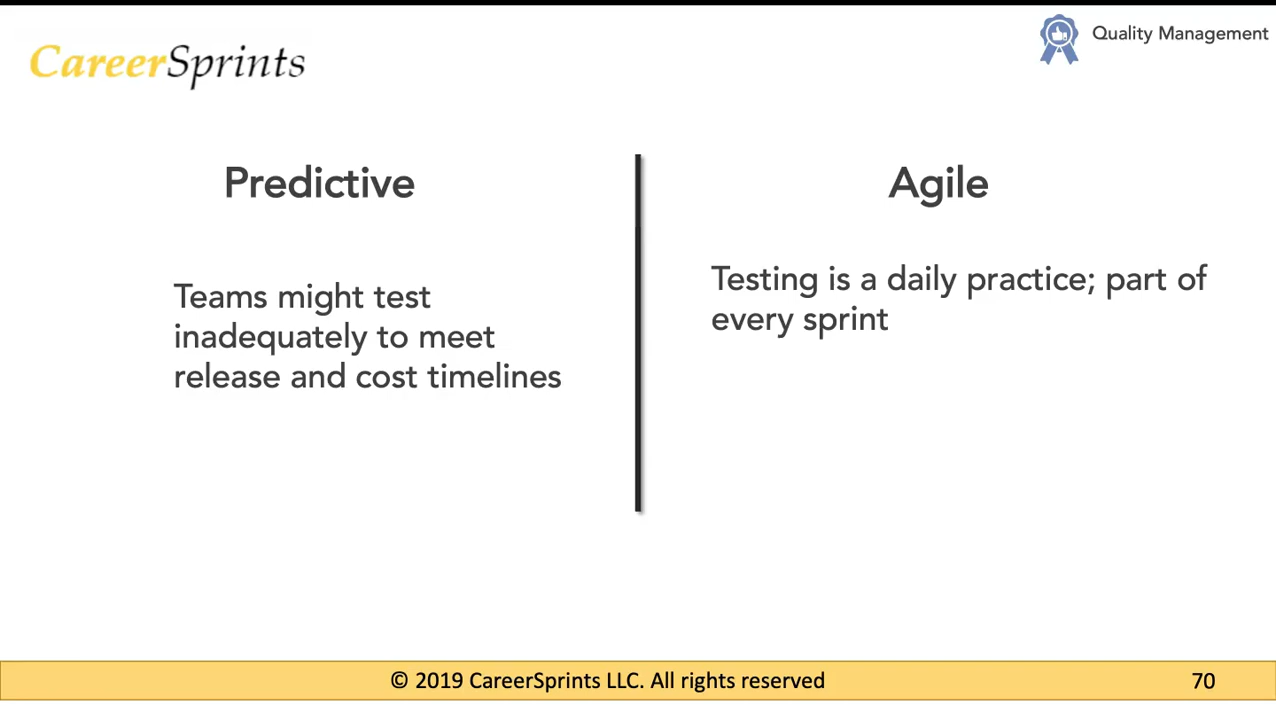 Quality Management
CareerSprints
Predictive
Teams might test
inadequately to meet
release and cost timelines
Agile
Testing is a daily practice; part of
every sprint
© 2019 CareerSprints LLC. All rights reserved
70